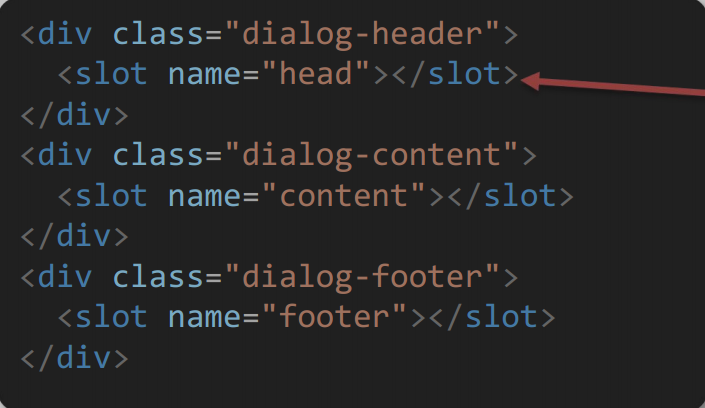 <div class="dialog-header">
  <slot name="head"></slot>
</div>
<div class="dialog-content">
  <slot name="content"></slot>
</div>
<div class="dialog-footer">
  <slot name="footer"></slot>
</div>